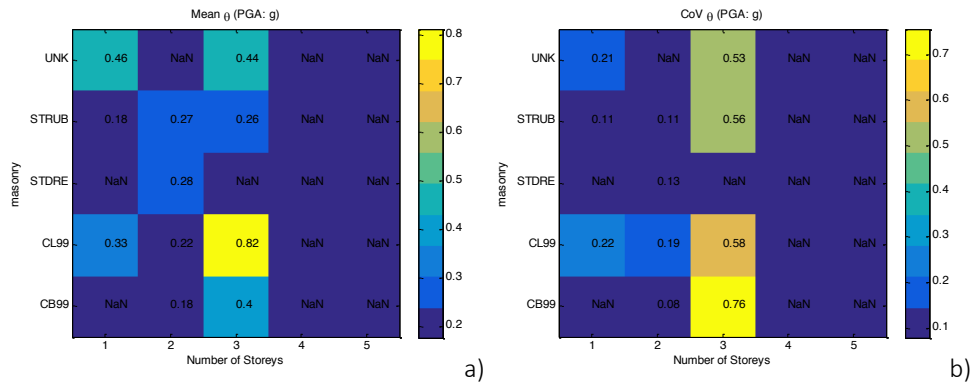 Mean θ (PGA: g)
masonry
UNK 0.46 NaN 0.44 NaN NaN
STRUB 0.18 0.27 0.26 NaN NaN
STDRE NaN 0.28 NaN NaN NaN
CL99 0.33 0.22 0.82 NaN NaN
CB99 NaN 0.18 0.4 NaN NaN
1 2 3 4 5
Number of Storeys
0.8
0.7
0.6
0.5
0.4
0.3
0.2
a)
CoV θ (PGA: g)
masonry
UNK 0.21 NaN 0.53 NaN NaN
STRUB 0.11 0.11 0.56 NaN NaN
STDRE NaN 0.13 NaN NaN NaN
CL99 0.22 0.19 0.58 NaN NaN
CB99 NaN 0.08 0.76 NaN NaN
1 2 3 4 5
Number of Storeys
0.7
0.6
0.5
0.4
0.3
0.2
0.1
b)